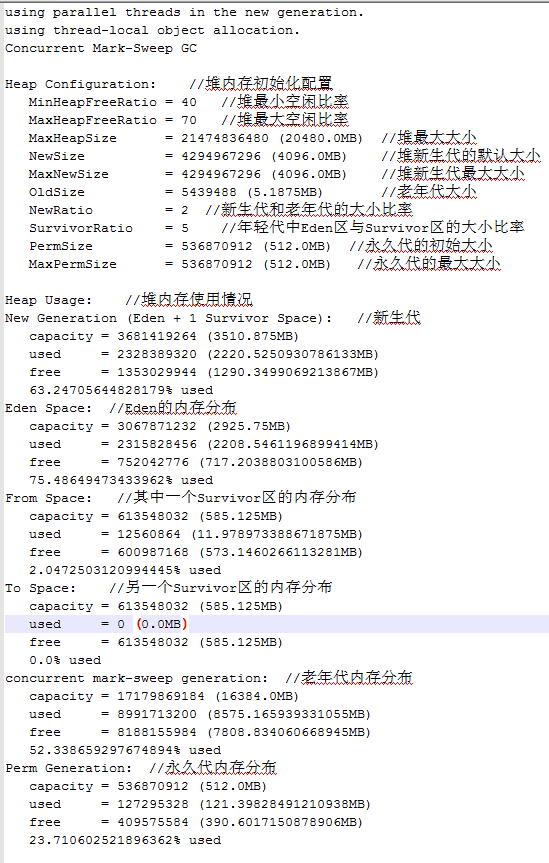 using parallel threads in the new generation.
using thread-local object allocation.
Concurrent Mark-Sweep GC
Heap Configuration: //堆内存初始化配置
MinHeapFreeRatio = 40 //堆最小空闲比率
MaxHeapFreeRatio = 70 //堆最大空闲比率
MaxHeapSize = 21474836480 (20480.0MB) //堆最大大小
NewSize = 4294967296 (4096.0MB) //堆新生代的默认大小
MaxNewSize = 4294967296 (4096.0MB) //堆新生代最大大小
OldSize = 5439488 (5.1875MB) //老年代大小
NewRatio = 2 //新生代和老年代的大小比率
SurvivorRatio = 5 //年轻代中Eden区与Survivor区的大小比率
PermSize = 536870912 (512.0MB) //永久代的初始大小
MaxPermSize = 536870912 (512.0MB) //永久代的最大大小
Heap Usage: //堆内存使用情况
New Generation (Eden + 1 Survivor Space): //新生代
capacity = 3681419264 (3510.875MB)
used = 2328389320 (2220.5250930786133MB)
free = 1353029944 (1290.3499069213867MB)
63.24705644828179% used
Eden Space: //Eden的内存分布
capacity = 3067871232 (2925.75MB)
used = 2315828456 (2208.5461196899414MB)
free = 752042776 (717.2038803100586MB)
75.48649473433962% used
From Space: //其中一个Survivor区的内存分布
capacity = 613548032 (585.125MB)
used = 12560864 (11.978973388671875MB)
free = 600987168 (573.1460266113281MB)
2.0472503120994445% used
To Space: //另一个Survivor区的内存分布
capacity = 613548032 (585.125MB)
used = 0 (0.0MB)
free = 613548032 (585.125MB)
0.0% used
concurrent mark-sweep generation: //老年代内存分布
capacity = 17179869184 (16384.0MB)
used = 8991713200 (8575.165939331055MB)
free = 8188155984 (7808.834060668945MB)
52.338659297674894% used
Perm Generation: //永久代内存分布
capacity = 536870912 (512.0MB)
used = 127295328 (121.39828491210938MB)
free = 409575584 (390.6017150878906MB)
23.710602521896362% used